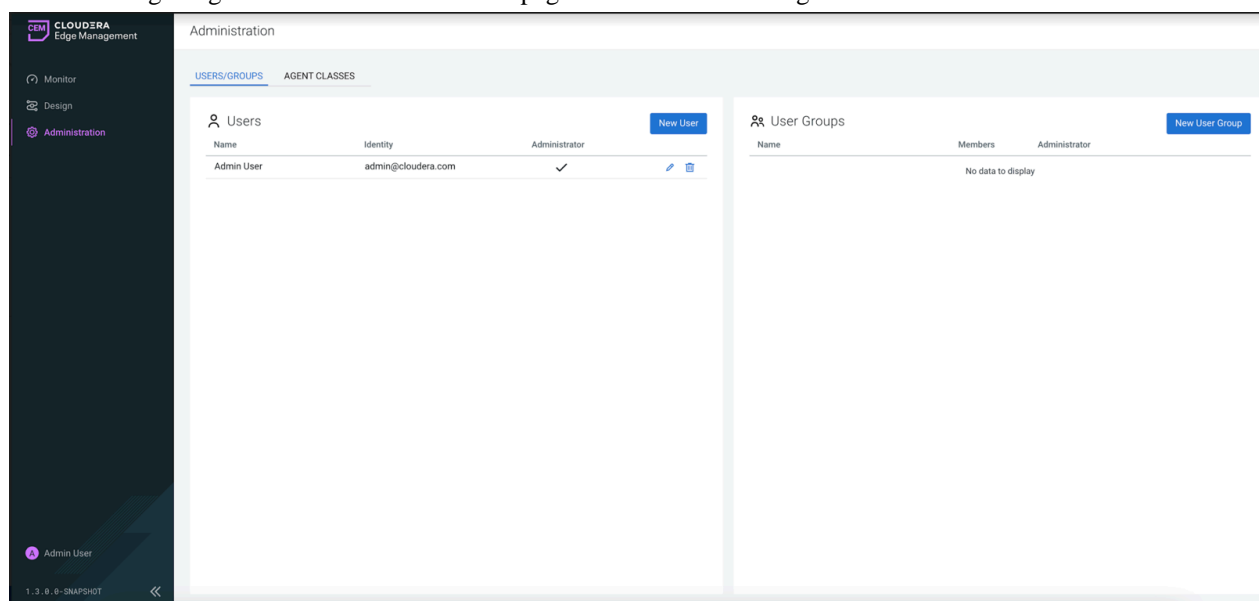 CEM CLOUDERA
Edge Management
Administration
Monitor
Design
Administration
USERS/GROUPS AGENT CLASSES
Users
New User
Name Identity Administrator
Admin User admin@cloudera.com
User Groups
New User Group
Name Members Administrator
No data to display
A Admin User
1.3.0.0-SNAPSHOT